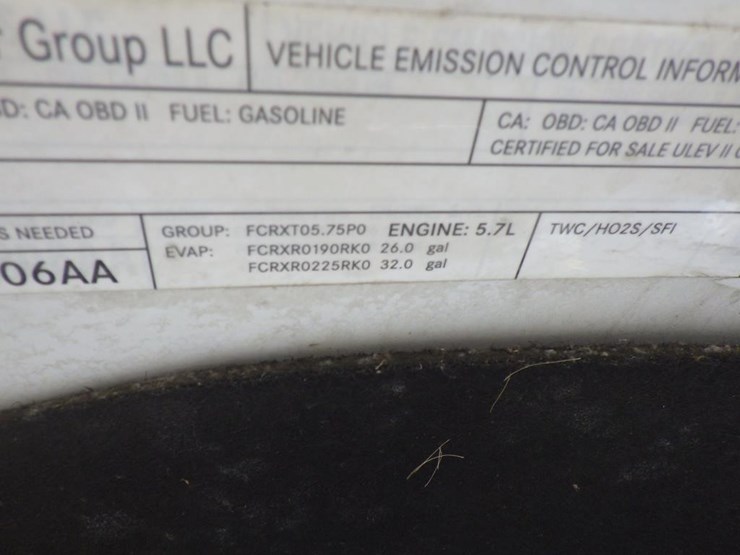 Group LLC
VEHICLE EMISSION CONTROL
D: CA OBD II FUEL: GASOLINE
CA: OBD: CA OBD II FUEL:
CERTIFIED FOR SALE ULEV II
S NEEDED
06AA
GROUP: FCRXT05.75P0 ENGINE: 5.7L
EVAP: FCRXR0190RK0 26.0 gal
FCRXR0225RK0 32.0 gal
TWC/HO2S/SFI